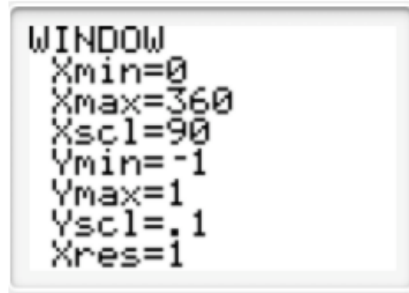 WINDOW
Xmin=0
Xmax=360
Xscl=90
Ymin=-1
Ymax=1
Yscl=.1
Xres=1